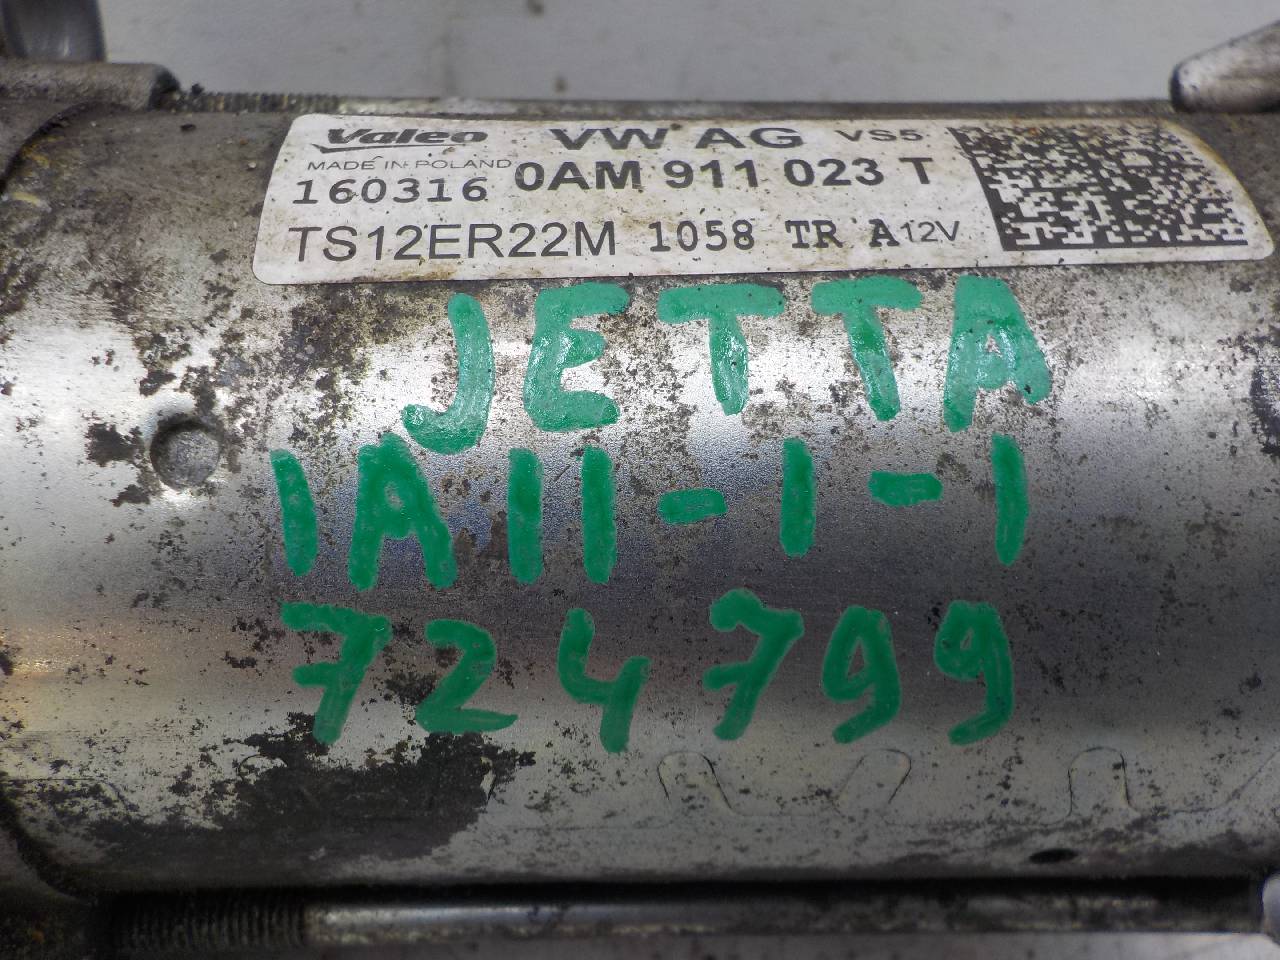 Valeo VW AG VS5
MADE IN POLAND
160316 0AM 911 023 T
TS12ER22M 1058 TR A 12V
JETTA
IA11-1-1
724799